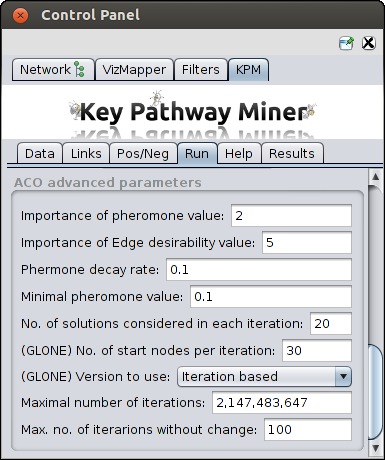 Control Panel
Network VizMapper Filters KPM
Key Pathway Miner
Data Links Pos/Neg Run Help Results
ACO advanced parameters
Importance of pheromone value: 2
Importance of Edge desirability value: 5
Phermone decay rate: 0.1
Minimal pheromone value: 0.1
No. of solutions considered in each iteration: 20
(GLONE) No. of start nodes per iteration: 30
(GLONE) Version to use: Iteration based
Maximal number of iterations: 2,147,483,647
Max. no. of iterarions without change: 100